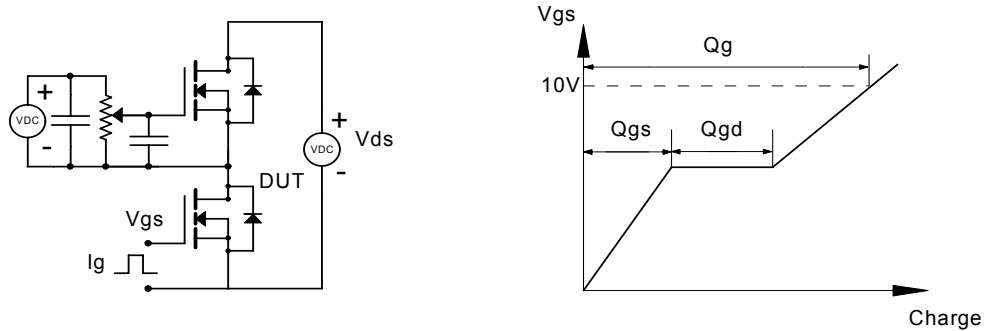 +
VDC
-
+
VDC
-
Vds
DUT
Vgs
Ig
Vgs
Qg
10V
Qgs
Qgd
Charge